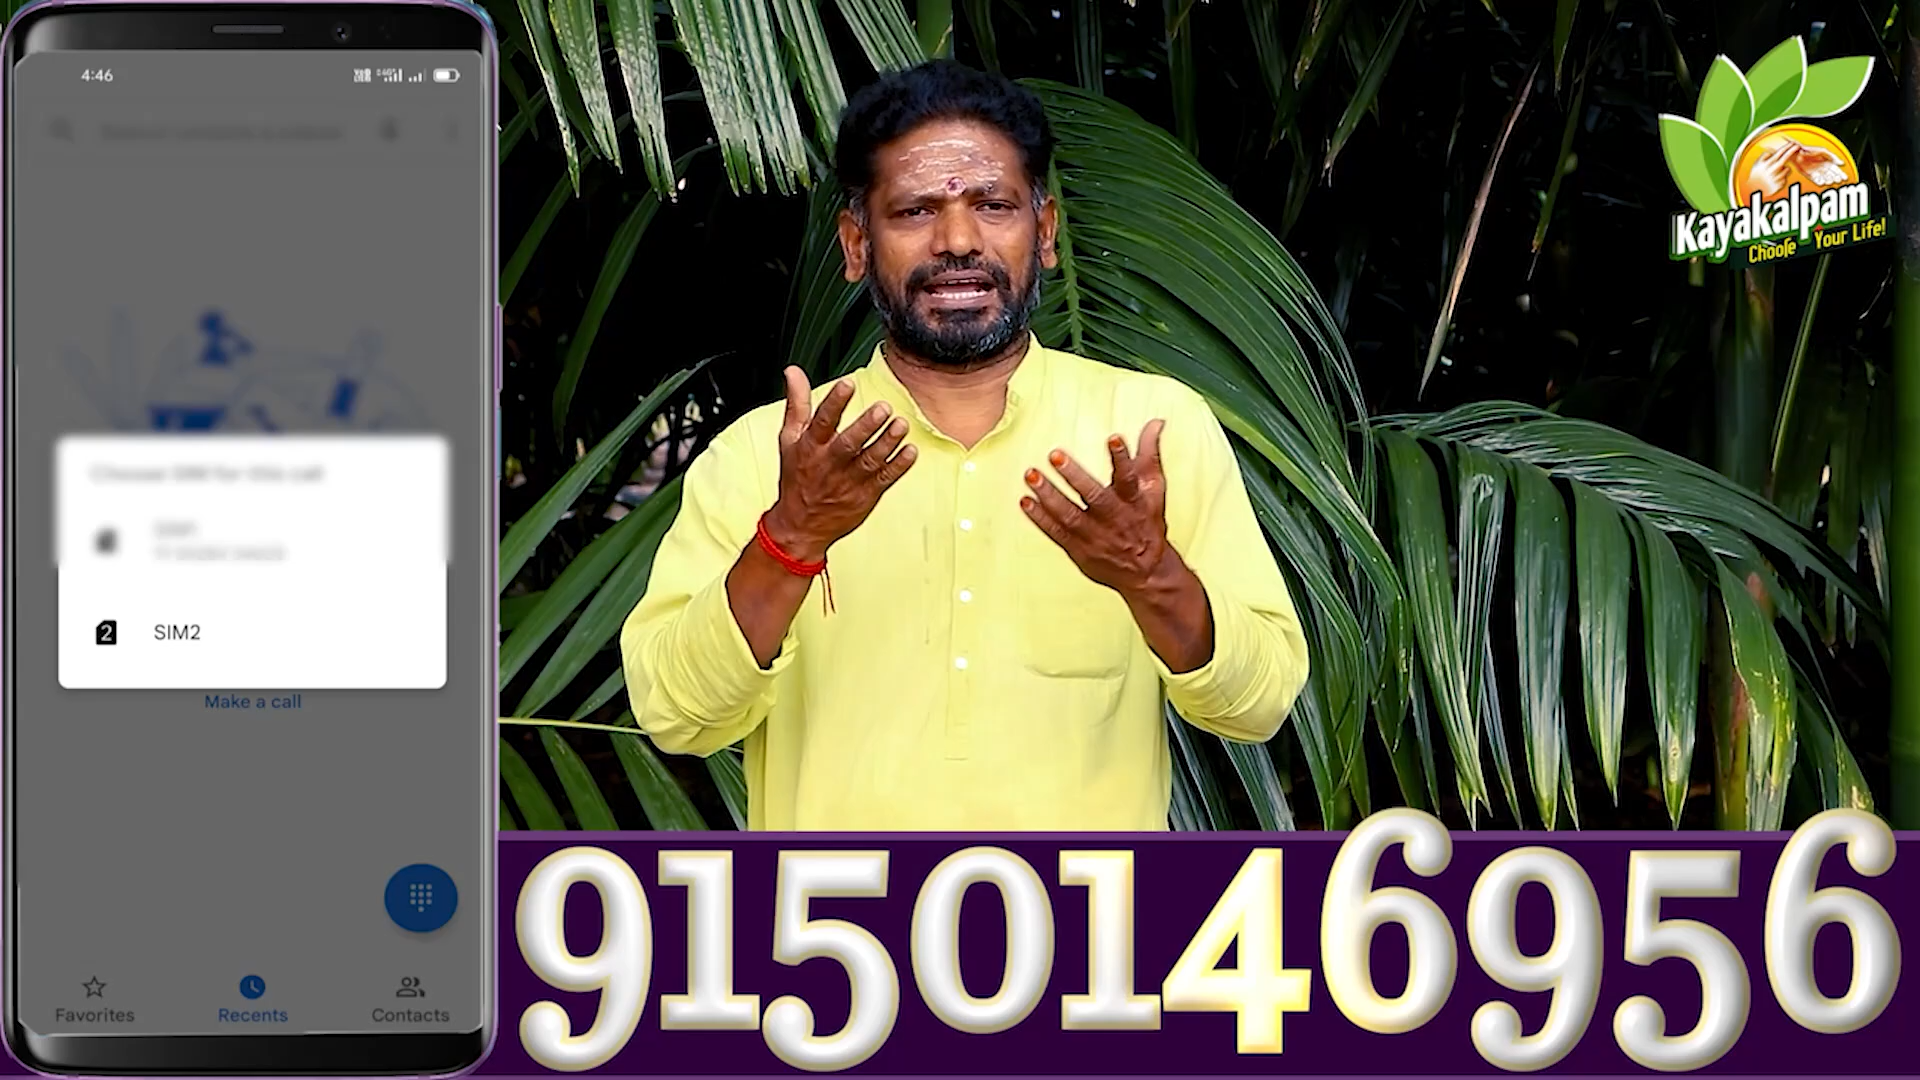 4:46
SIM2
Make a call
Favorites
Recents
Contacts
Kayakalpam
Choose Your Life!
9150146956